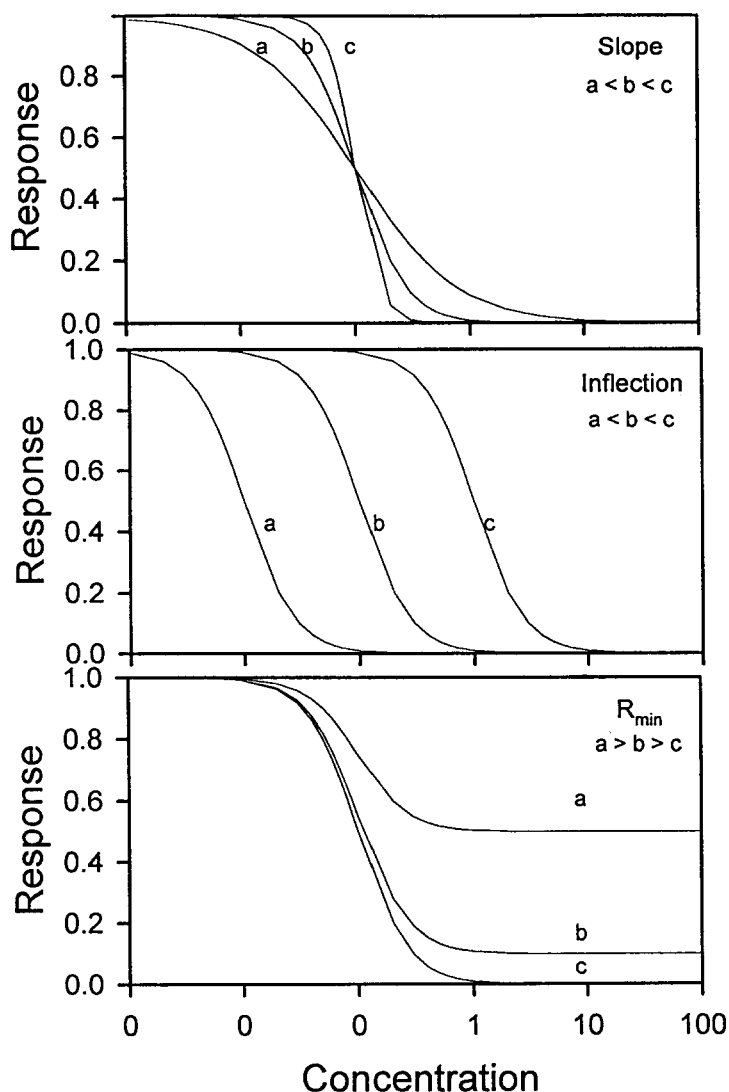 Response
0.8
0.6
0.4
0.2
0.0
a b c
Slope
a < b < c
Response
1.0
0.8
0.6
0.4
0.2
0.0
a b c
Inflection
a < b < c
Response
1.0
0.8
0.6
0.4
0.2
0.0
R_min
a > b > c
a
b
c
0 0 0 1 10 100
Concentration